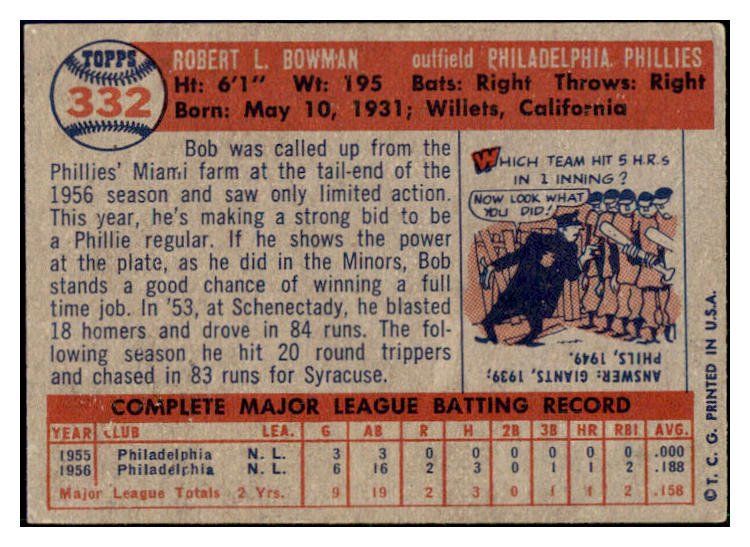 TOPPS
332
ROBERT L. BOWMAN outfield PHILADELPHIA PHILLIES
Ht: 6'1" Wt: 195 Bats: Right Throws: Right
Born: May 10, 1931; Willets, California
Bob was called up from the
Phillies' Miami farm at the tail-end of the
1956 season and saw only limited action.
This year, he's making a strong bid to be
a Phillie regular. If he shows the power
at the plate, as he did in the Minors, Bob
stands a good chance of winning a full
time job. In '53, at Schenectady, he blasted
18 homers and drove in 84 runs. The fol-
lowing season he hit 20 round trippers
and chased in 83 runs for Syracuse.
WHICH TEAM HIT 5 H.R.s
IN 1 INNING?
NOW LOOK WHAT
YOU DID!
ANSWER: GIANTS, 1939;
PHILS, 1949.
COMPLETE MAJOR LEAGUE BATTING RECORD
YEAR CLUB LEA. G AB R H 2B 3B HR RBI AVG.
1955 Philadelphia N. L. 3 3 0 0 0 0 0 0 .000
1956 Philadelphia N. L. 6 16 2 3 0 1 1 2 .188
Major League Totals 2 Yrs. 9 19 2 3 0 1 1 2 .158
© T. C. G. PRINTED IN U.S.A.